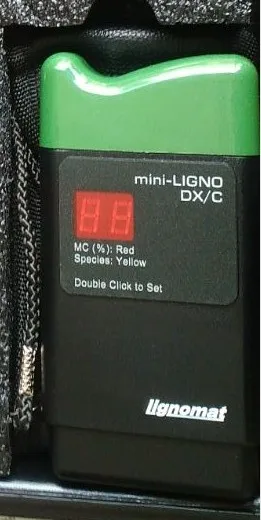 mini-LIGNO
DX/C
88
MC (%): Red
Species: Yellow
Double Click to Set
lignomat